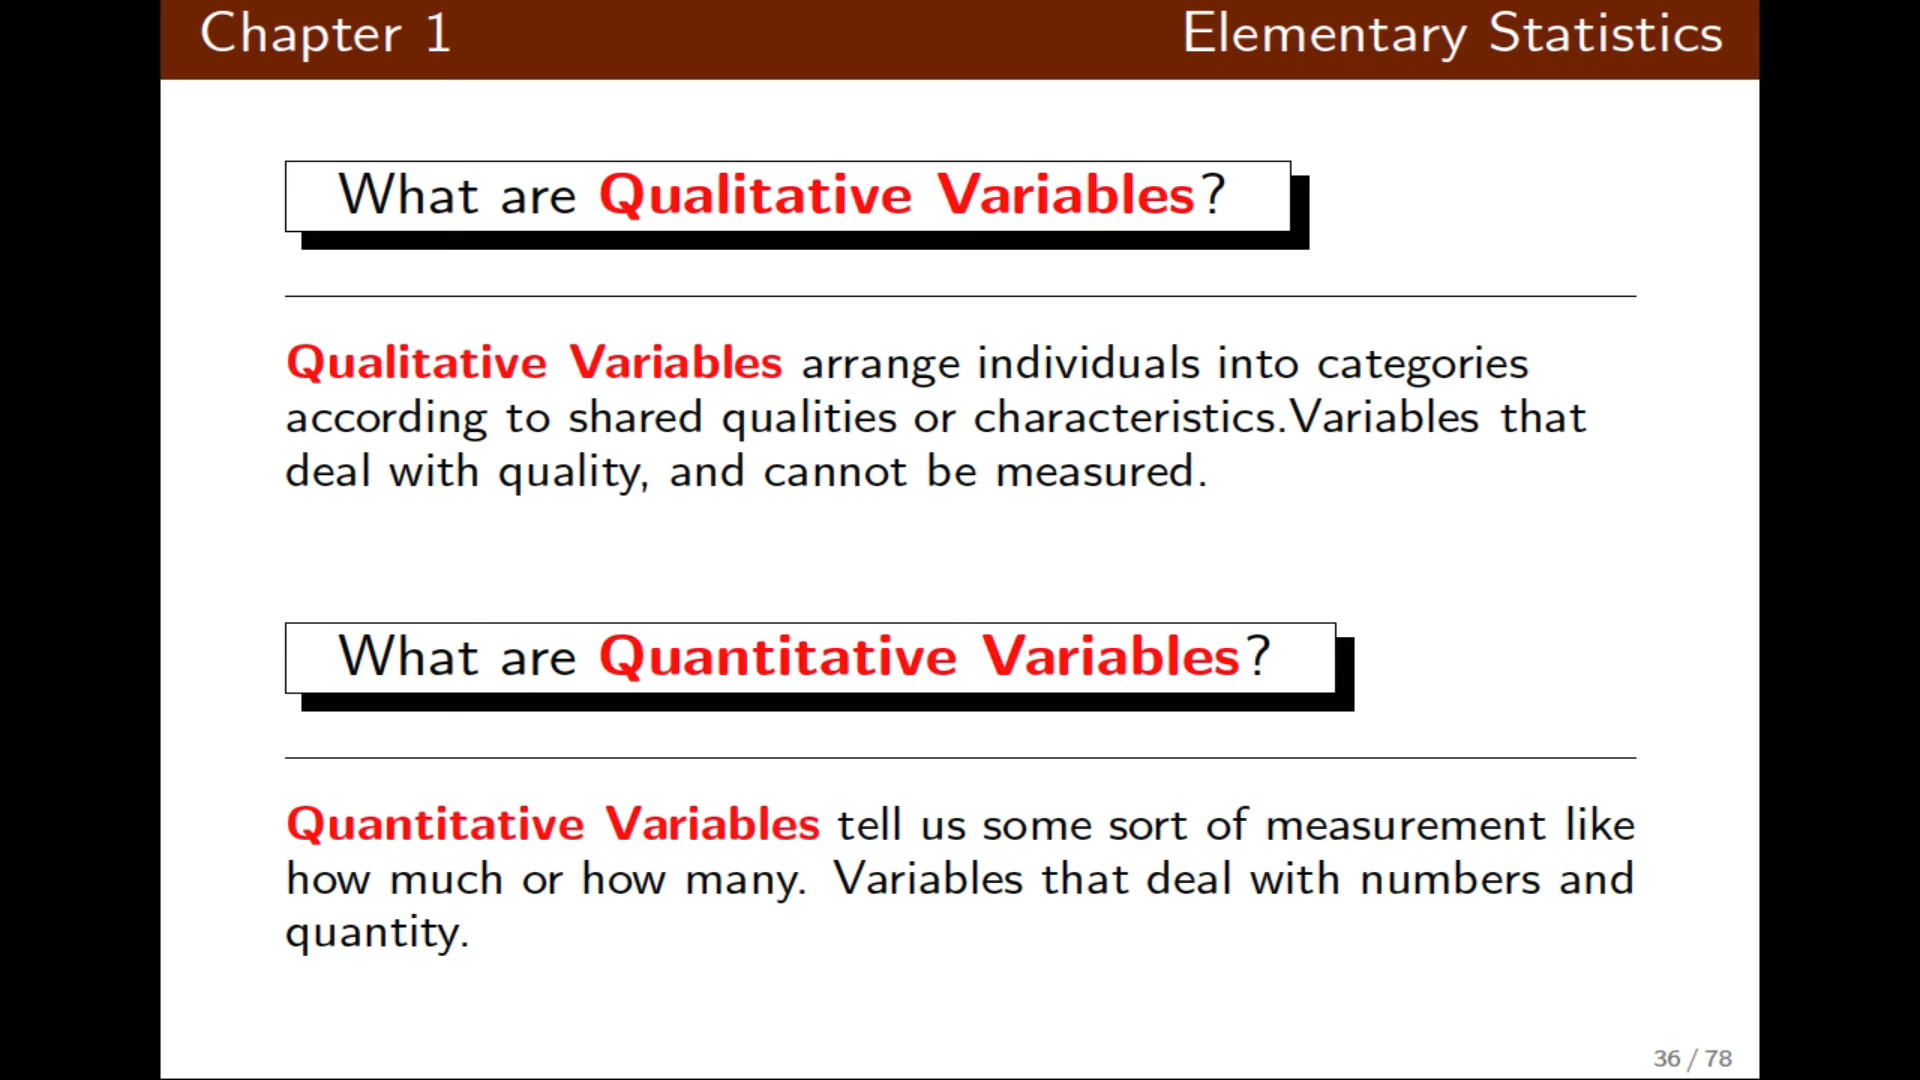 Chapter 1 Elementary Statistics
What are Qualitative Variables?
Qualitative Variables arrange individuals into categories
according to shared qualities or characteristics.Variables that
deal with quality, and cannot be measured.
What are Quantitative Variables?
Quantitative Variables tell us some sort of measurement like
how much or how many. Variables that deal with numbers and
quantity.
36 / 78